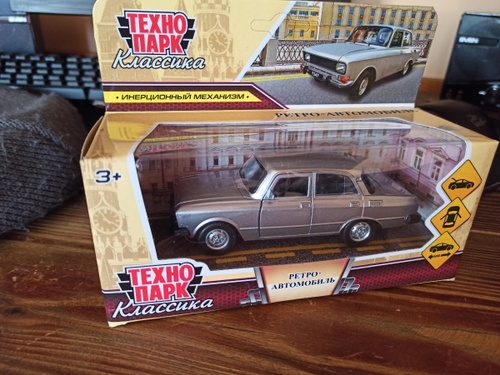 ТЕХНО
ПАРК
Классика
• ИНЕРЦИОННЫЙ МЕХАНИЗМ •
РЕТРО-АВТОМОБИЛЬ
3+
ТЕХНО
ПАРК
Классика
РЕТРО-
АВТОМОБИЛЬ